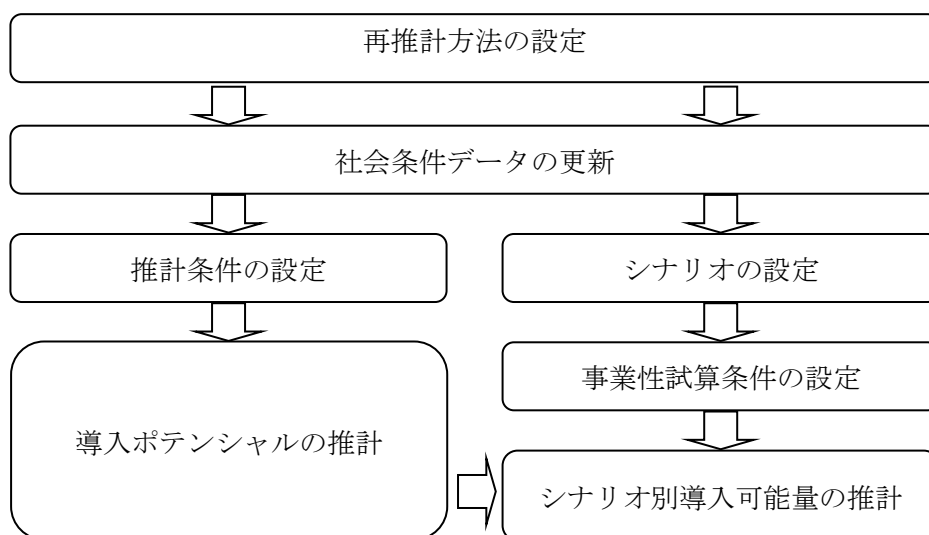 再推計方法の設定
社会条件データの更新
推計条件の設定
シナリオの設定
事業性試算条件の設定
導入ポテンシャルの推計
シナリオ別導入可能量の推計